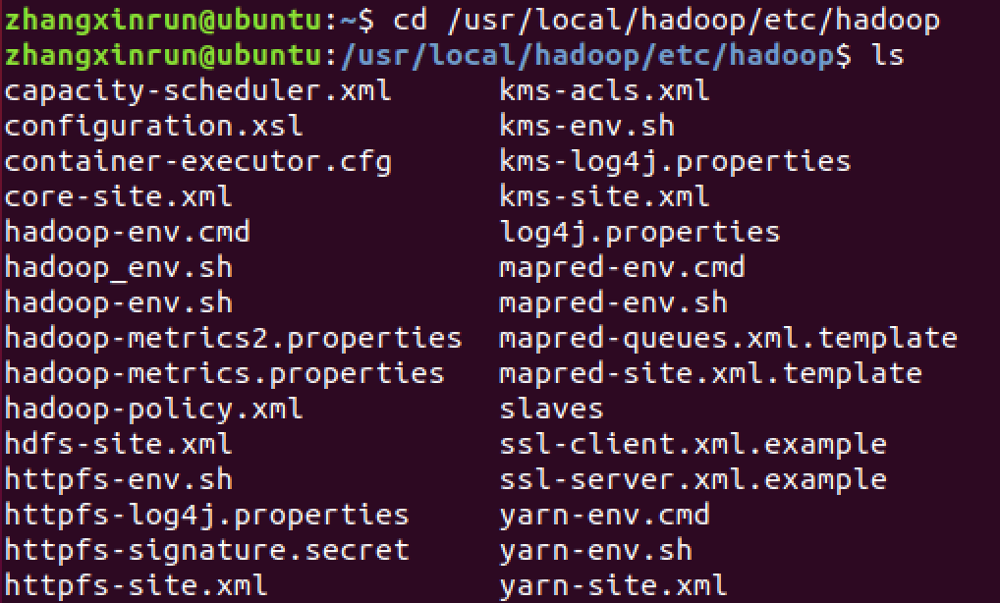 zhangxinrun@ubuntu:~$ cd /usr/local/hadoop/etc/hadoop
zhangxinrun@ubuntu:/usr/local/hadoop/etc/hadoop$ ls
capacity-scheduler.xml kms-acls.xml
configuration.xsl kms-env.sh
container-executor.cfg kms-log4j.properties
core-site.xml kms-site.xml
hadoop-env.cmd log4j.properties
hadoop_env.sh mapred-env.cmd
hadoop-env.sh mapred-env.sh
hadoop-metrics2.properties mapred-queues.xml.template
hadoop-metrics.properties mapred-site.xml.template
hadoop-policy.xml slaves
hdfs-site.xml ssl-client.xml.example
httpfs-env.sh ssl-server.xml.example
httpfs-log4j.properties yarn-env.cmd
httpfs-signature.secret yarn-env.sh
httpfs-site.xml yarn-site.xml